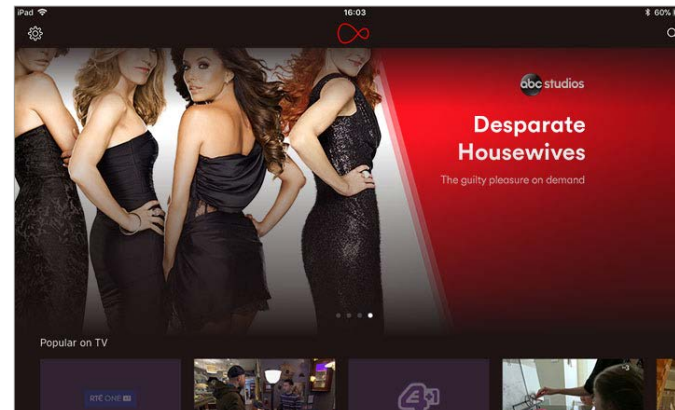 iPad
16:03
60%
abc studios
Desparate
Housewives
The guilty pleasure on demand
Popular on TV
RTÉ ONE